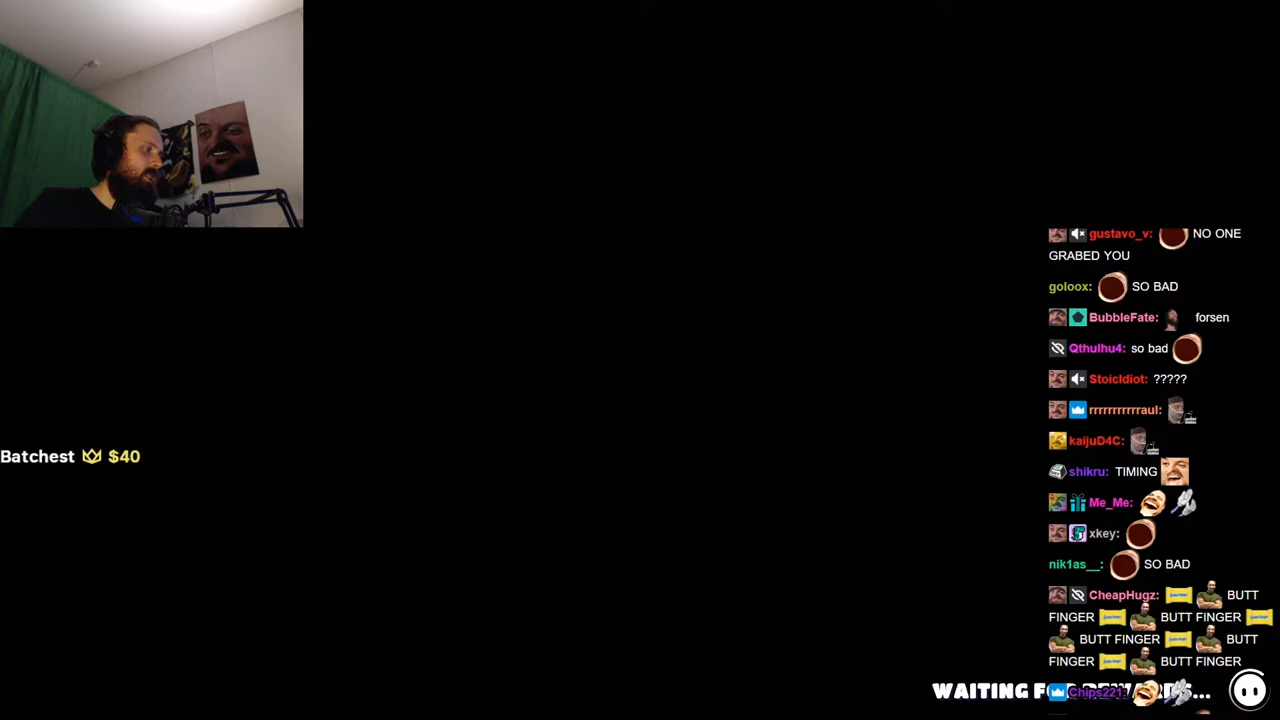 gustavo_v: NO ONE
GRABED YOU
goloox: SO BAD
BubbleFate: forsen
Qthulhu4: so bad
StoicIdiot: ?????
rrrrrrrrrrraul:
kaijuD4C:
Batchest $40
shikru: TIMING
Me_Me:
xkey:
nik1as__: SO BAD
CheapHugz: BUTT
FINGER BUTT FINGER
BUTT FINGER BUTT
FINGER BUTT FINGER
WAITING
Chips221: